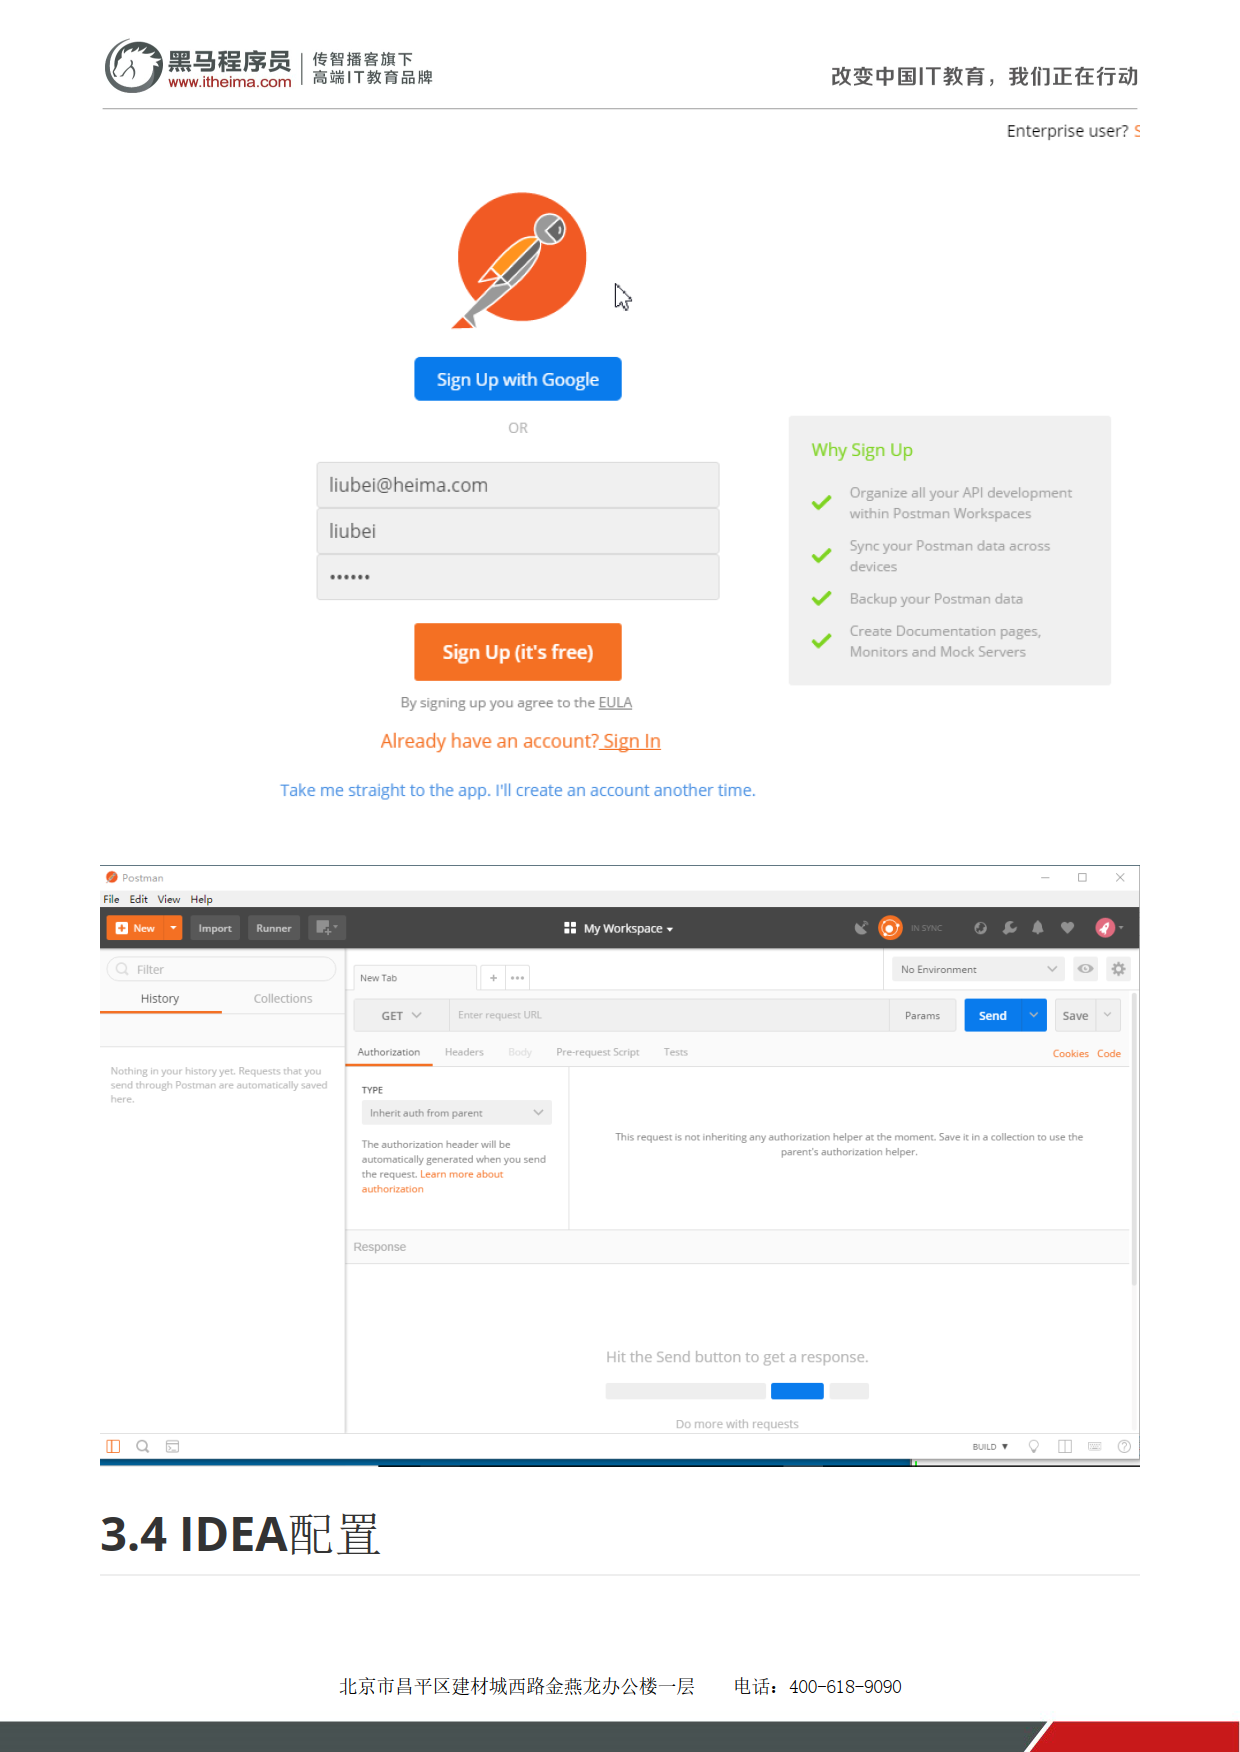 黑马程序员
www.itheima.com
传智播客旗下
高端IT教育品牌
改变中国IT教育，我们正在行动
Enterprise user? S
Sign Up with Google
OR
liubei@heima.com
liubei
••••••
Sign Up (it's free)
By signing up you agree to the EULA
Already have an account? Sign In
Take me straight to the app. I'll create an account another time.
Why Sign Up
Organize all your API development
within Postman Workspaces
Sync your Postman data across
devices
Backup your Postman data
Create Documentation pages,
Monitors and Mock Servers
Postman
File Edit View Help
New Import Runner My Workspace IN SYNC
Filter
History Collections
Nothing in your history yet. Requests that you
send through Postman are automatically saved
here.
New Tab + ••• No Environment
GET Enter request URL Params Send Save
Authorization Headers Body Pre-request Script Tests Cookies Code
TYPE
Inherit auth from parent
The authorization header will be
automatically generated when you send
the request. Learn more about
authorization
This request is not inheriting any authorization helper at the moment. Save it in a collection to use the
parent's authorization helper.
Response
Hit the Send button to get a response.
Do more with requests
BUILD ▼
3.4 IDEA配置
北京市昌平区建材城西路金燕龙办公楼一层 电话：400-618-9090